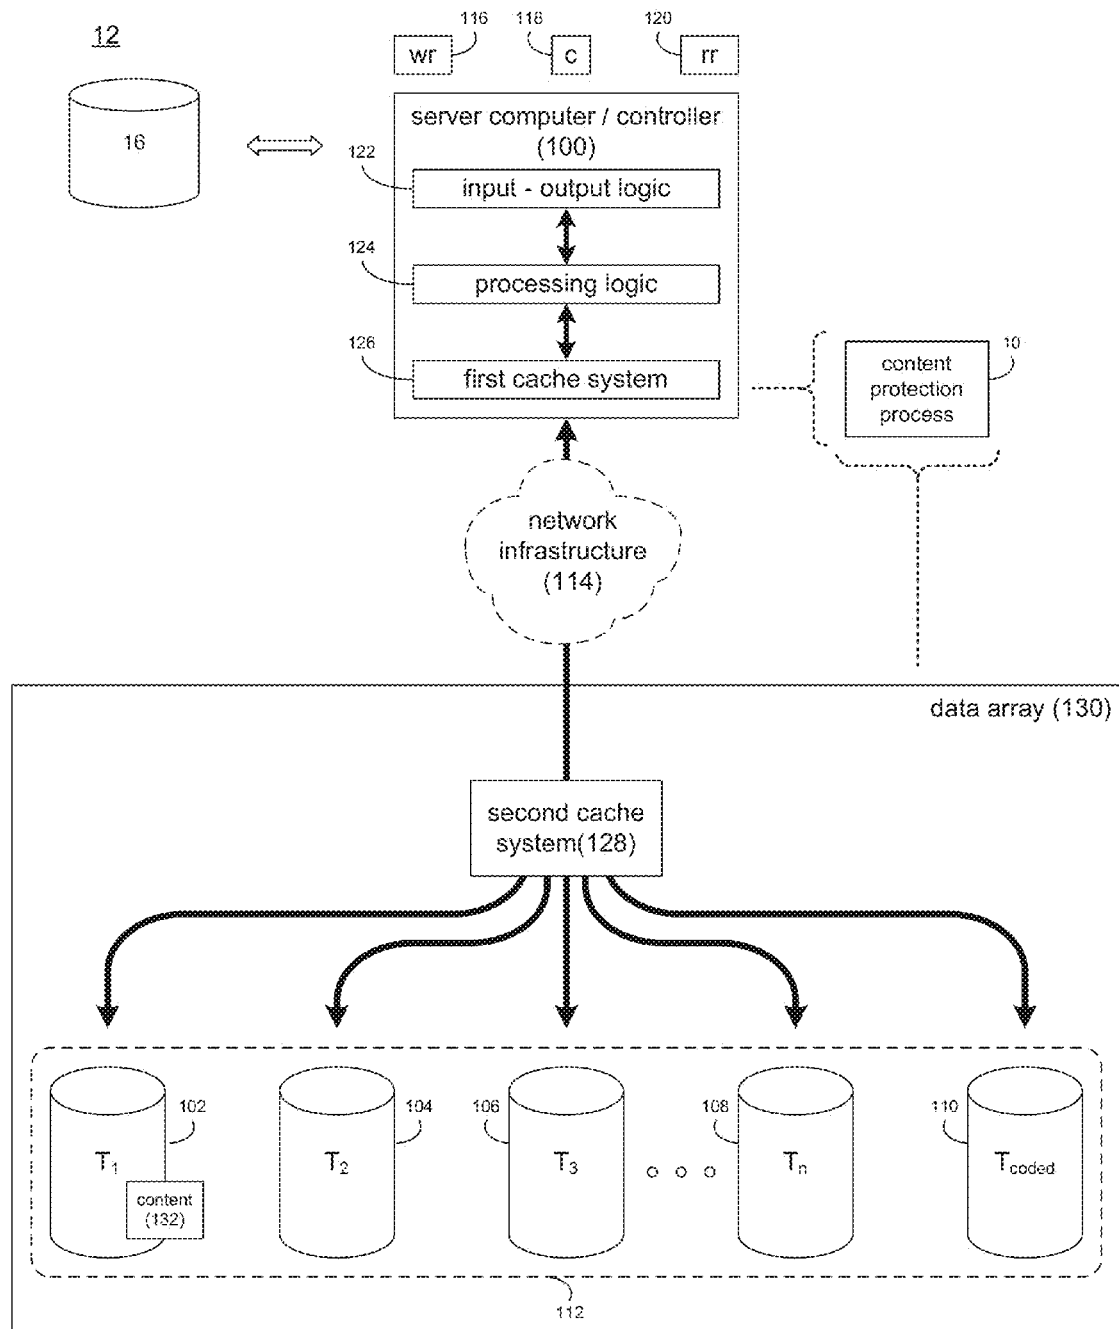 12
116
118
120
wr
c
rr
16
server computer / controller
(100)
122
input - output logic
124
processing logic
126
first cache system
10
content
protection
process
network
infrastructure
(114)
data array (130)
second cache
system(128)
102
104
106
108
110
T1
T2
T3
Tn
Tcoded
content
(132)
112